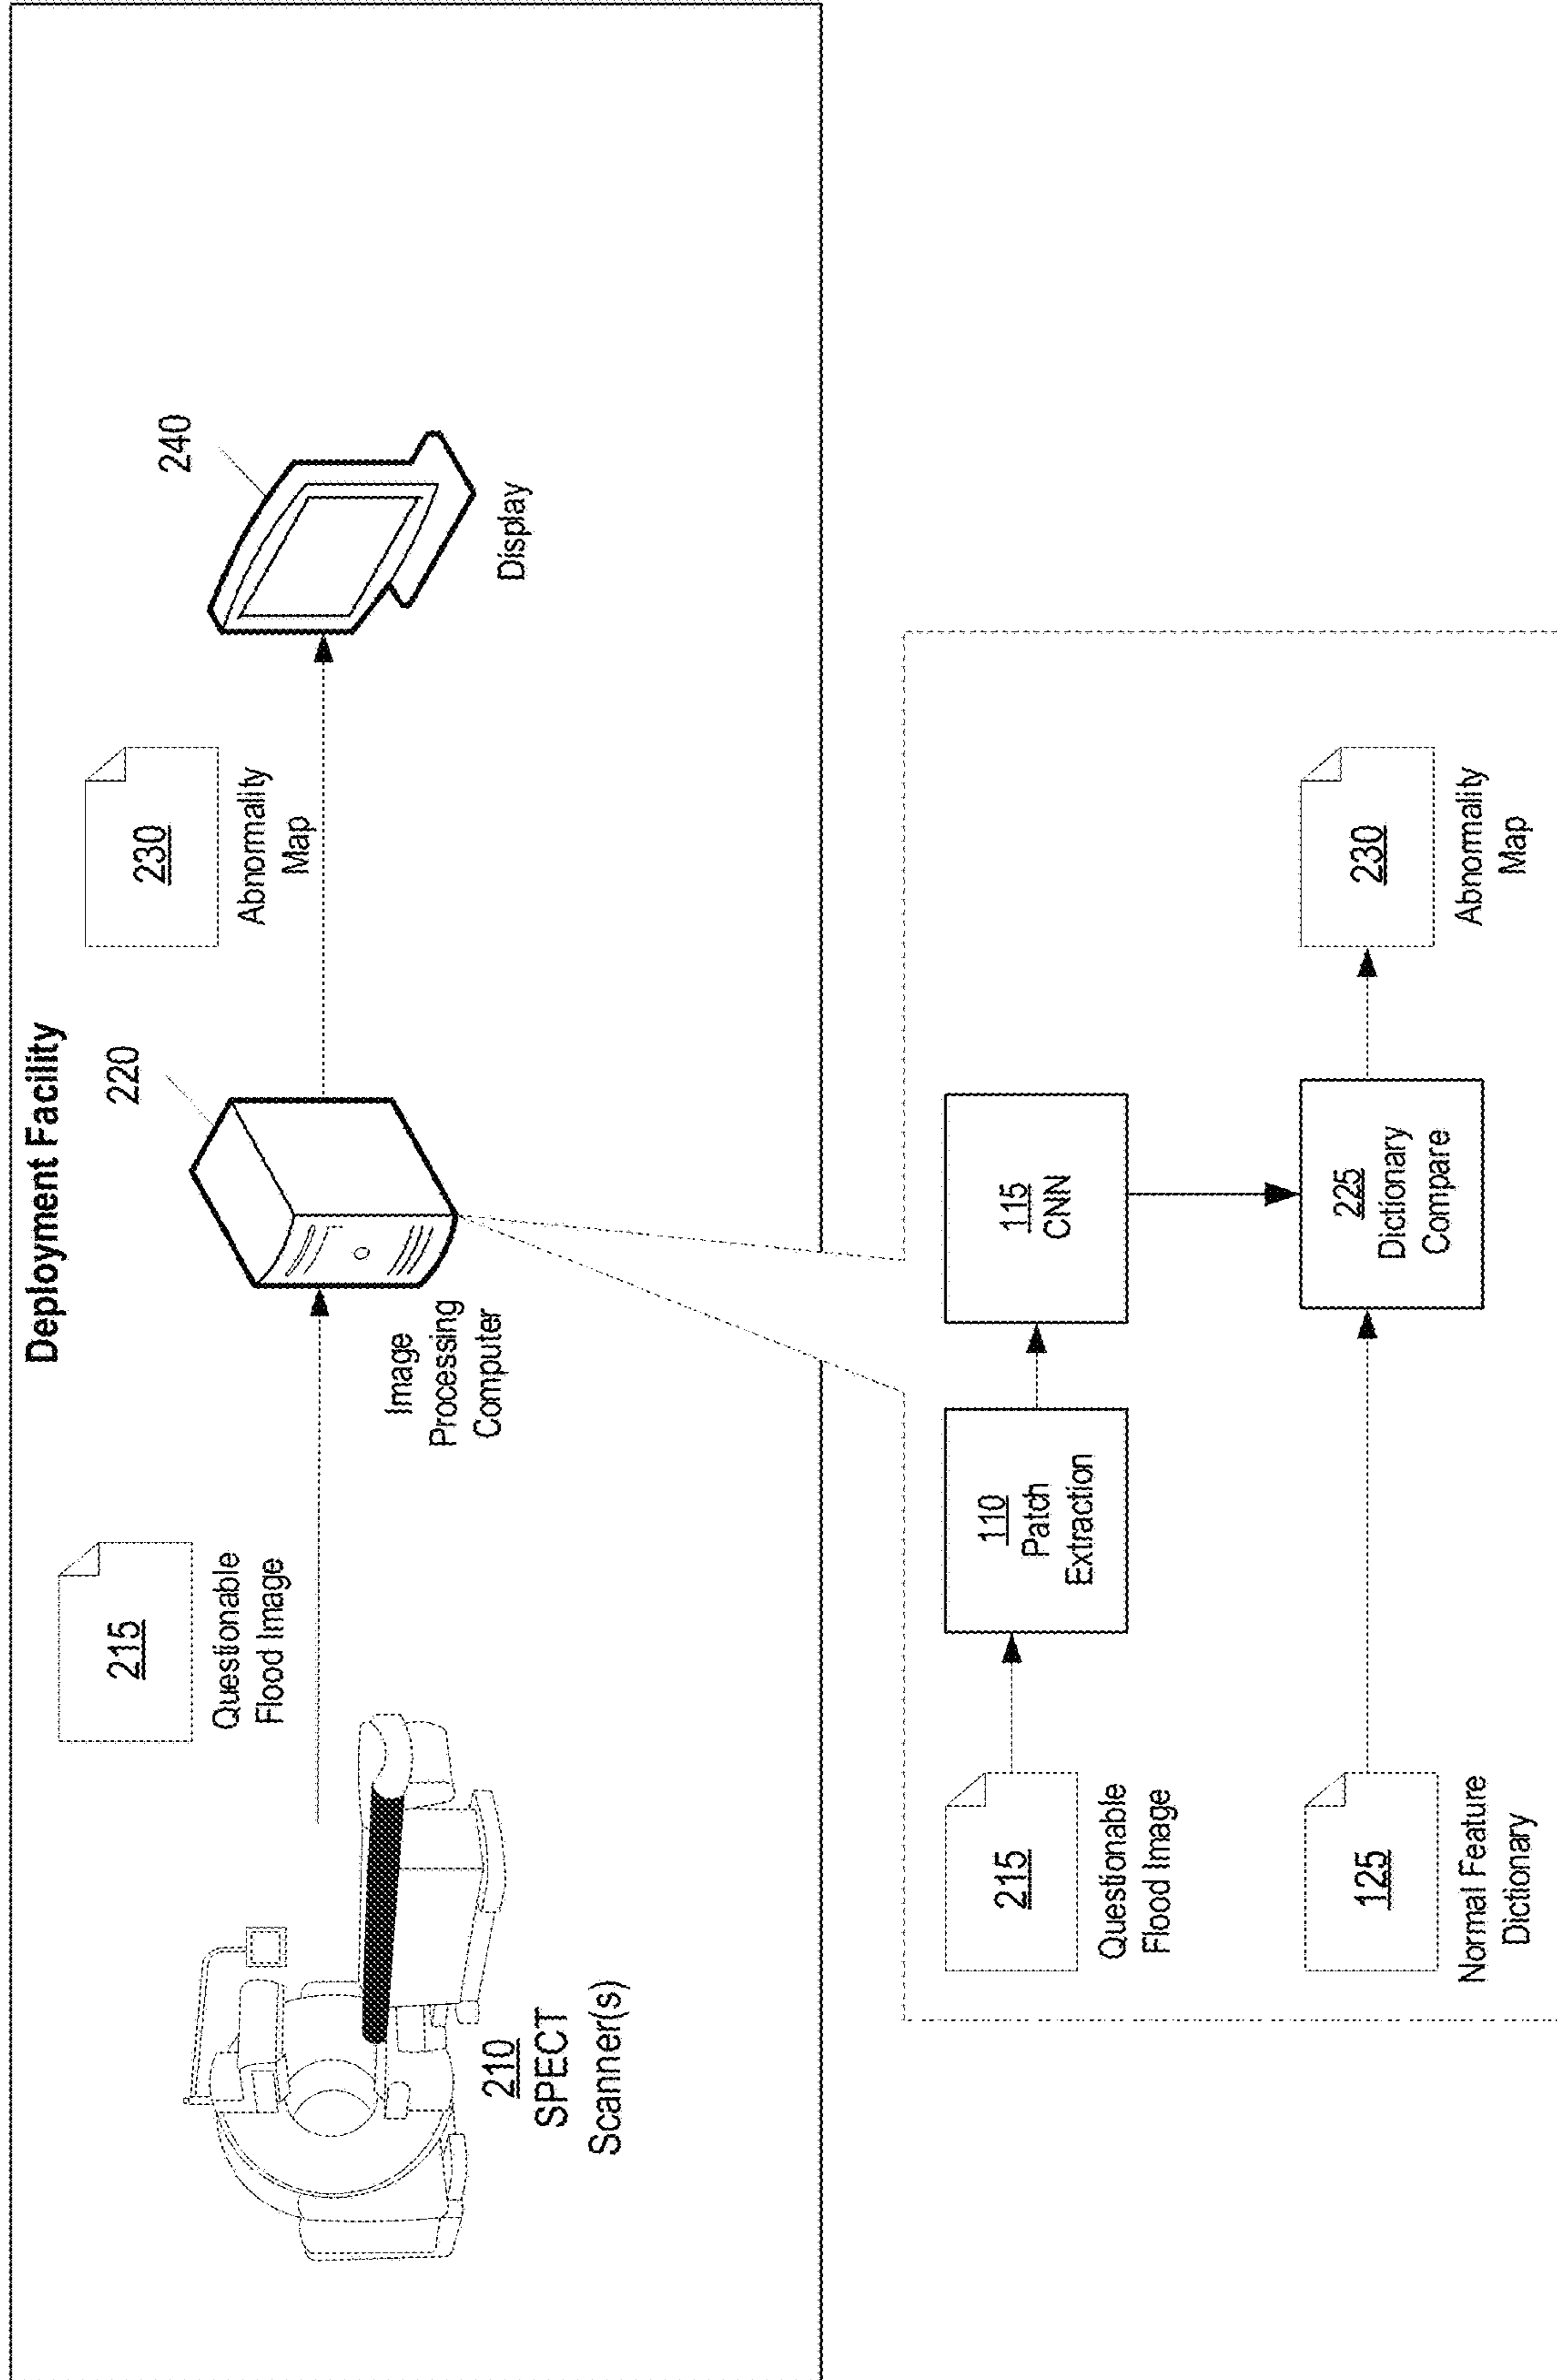 Deployment Facility
215
Questionable
Flood Image
220
230
Abnormality
Map
240
210
SPECT
Scanner(s)
Image
Processing
Computer
Display
215
Questionable
Flood Image
110
Patch
Extraction
115
CNN
125
Normal Feature
Dictionary
225
Dictionary
Compare
230
Abnormality
Map